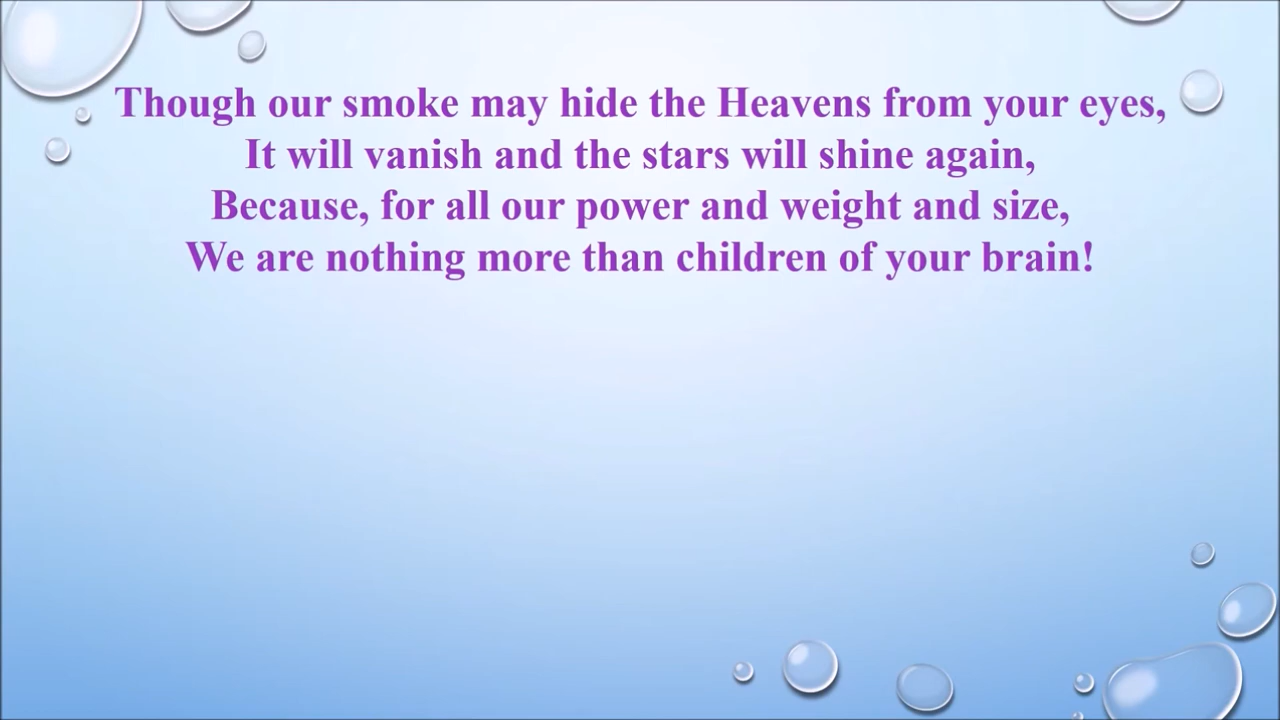 Though our smoke may hide the Heavens from your eyes,
It will vanish and the stars will shine again,
Because, for all our power and weight and size,
We are nothing more than children of your brain!